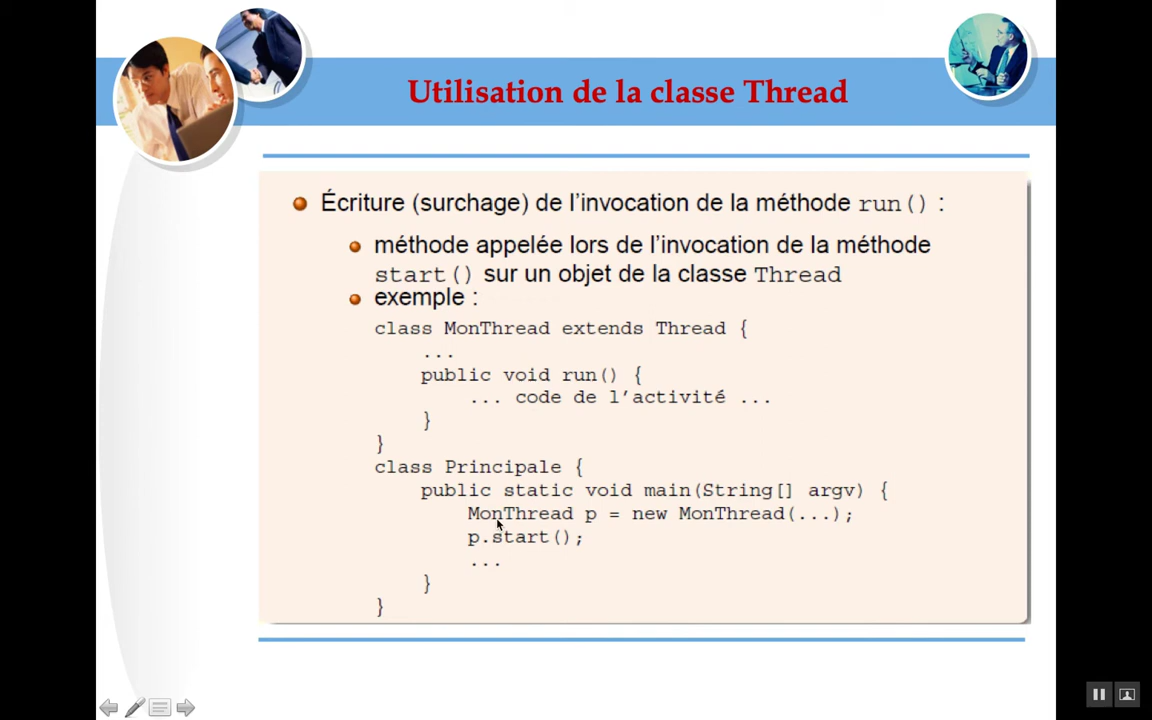 Utilisation de la classe Thread
Écriture (surchage) de l'invocation de la méthode run() :
méthode appelée lors de l'invocation de la méthode
start() sur un objet de la classe Thread
exemple :
class MonThread extends Thread {
...
public void run() {
... code de l'activité ...
}
}
class Principale {
public static void main(String[] argv) {
MonThread p = new MonThread(...);
p.start();
...
}
}